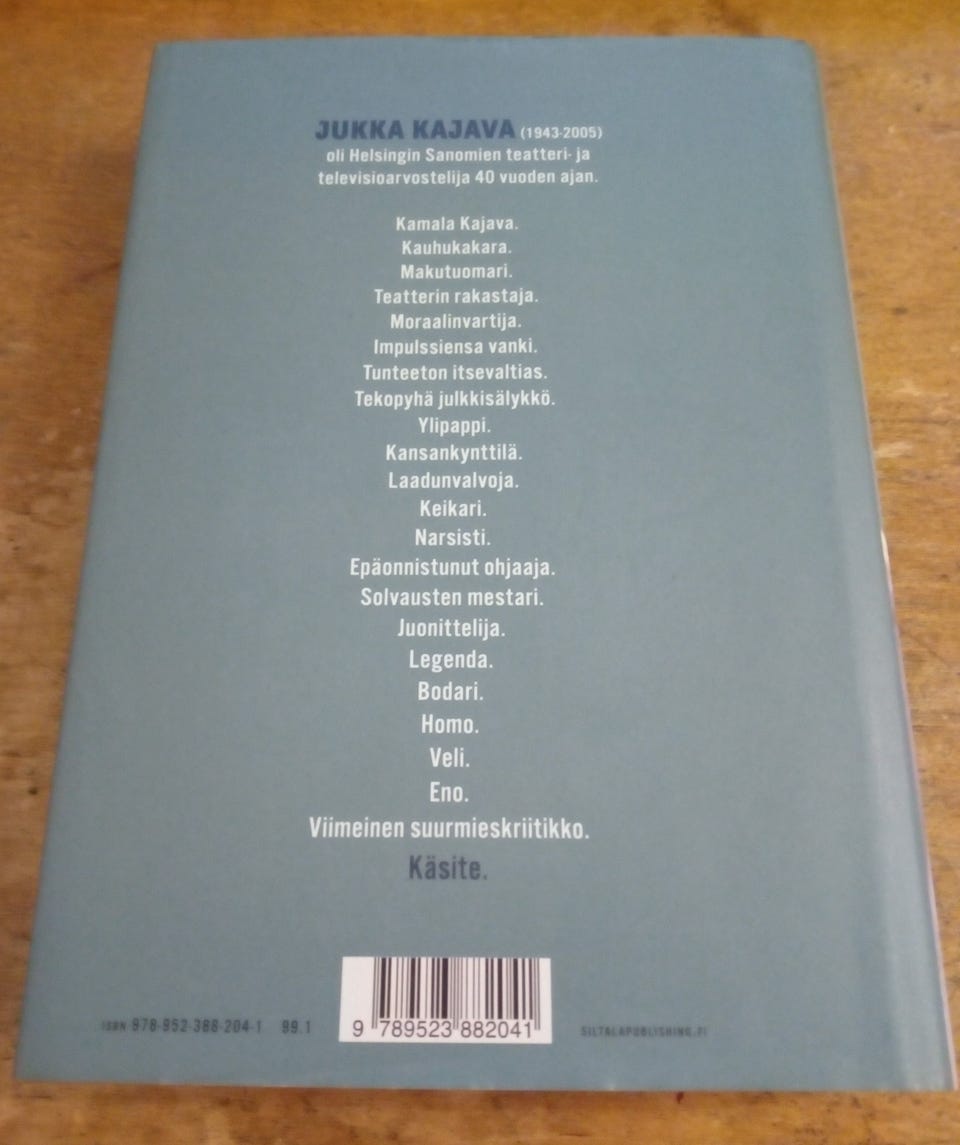 JUKKA KAJAVA (1943-2005)
oli Helsingin Sanomien teatteri- ja
televisioarvostelija 40 vuoden ajan.
Kamala Kajava.
Kauhukakara.
Makutuomari.
Teatterin rakastaja.
Moraalinvartija.
Impulssiensa vanki.
Tunteeton itsevaltias.
Tekopyhä julkkisälykkö.
Ylipappi.
Kansankynttilä.
Laadunvalvoja.
Keikari.
Narsisti.
Epäonnistunut ohjaaja.
Solvausten mestari.
Juonittelija.
Legenda.
Bodari.
Homo.
Veli.
Eno.
Viimeinen suurmieskriitikko.
Käsite.
ISBN 978-952-388-204-1 99.1
9 789523 882041
SILTALAPUBLISHING.FI